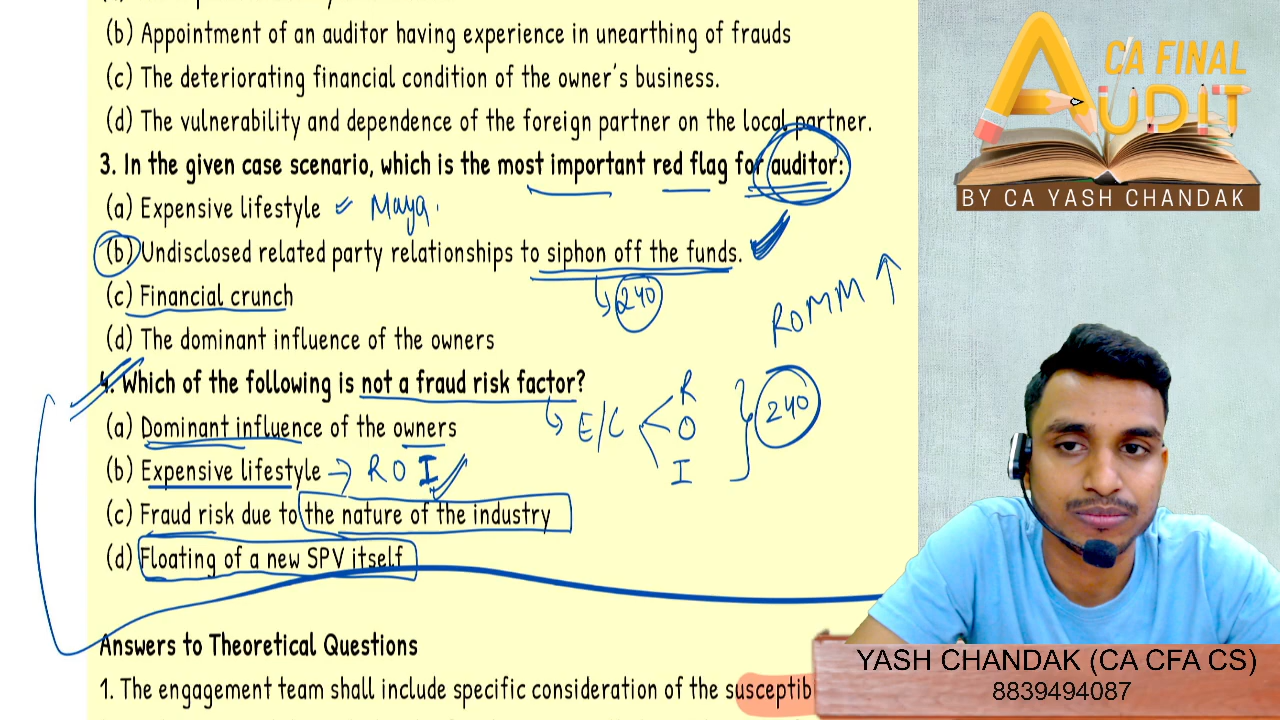 (b) Appointment of an auditor having experience in unearthing of frauds
(c) The deteriorating financial condition of the owner's business.
(d) The vulnerability and dependence of the foreign partner on the local partner.
3. In the given case scenario, which is the most important red flag for auditor:
(a) Expensive lifestyle Maya
(b) Undisclosed related party relationships to siphon off the funds.
240
ROMM ↑
(c) Financial crunch
(d) The dominant influence of the owners
4. Which of the following is not a fraud risk factor?
E/C R O I 240
(a) Dominant influence of the owners
(b) Expensive lifestyle → R O I
(c) Fraud risk due to the nature of the industry
(d) Floating of a new SPV itself
Answers to Theoretical Questions
1. The engagement team shall include specific consideration of the susceptib
CA FINAL
AUDIT
BY CA YASH CHANDAK
YASH CHANDAK (CA CFA CS)
8839494087